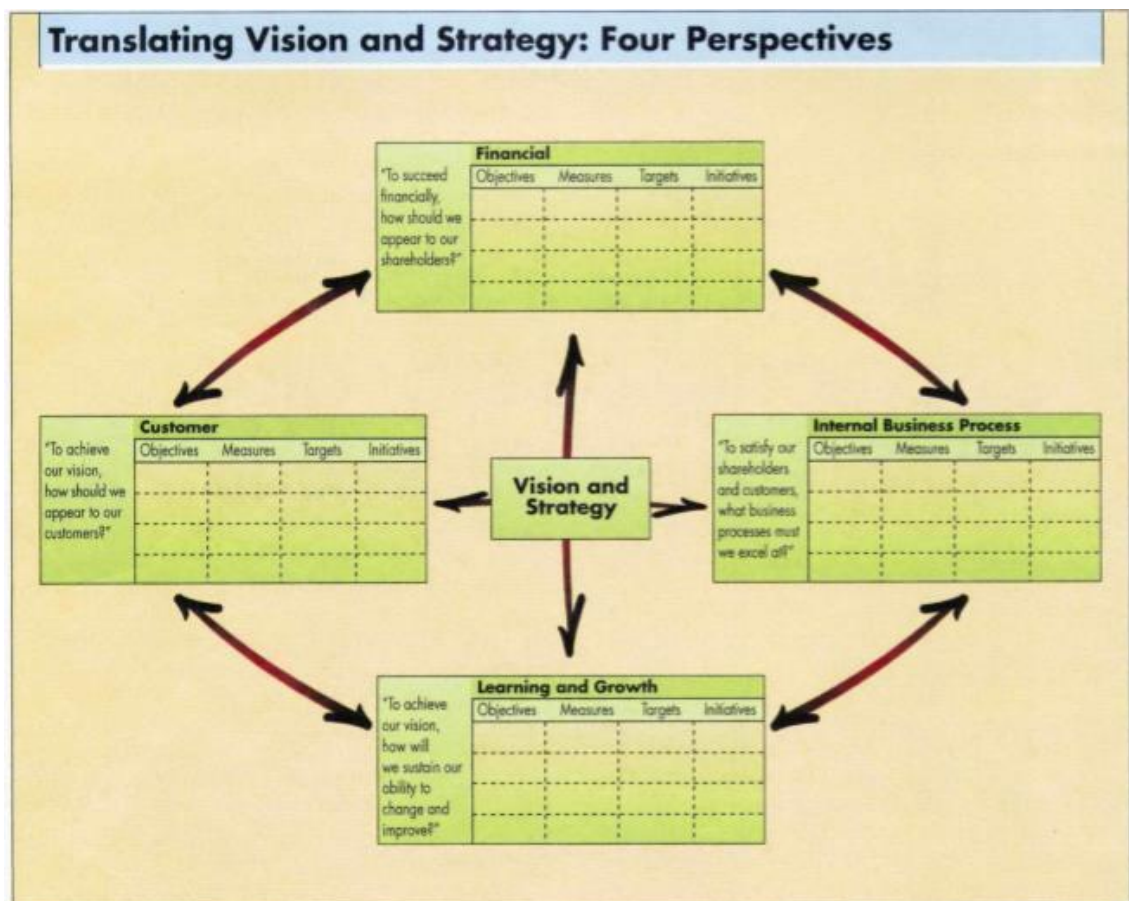 Translating Vision and Strategy: Four Perspectives
Financial
"To succeed
financially,
how should we
appear to our
shareholders?"
Objectives Measures Targets Initiatives
Customer
"To achieve
our vision,
how should we
appear to our
customers?"
Objectives Measures Targets Initiatives
Vision and
Strategy
Internal Business Process
"To satisfy our
shareholders
and customers,
what business
processes must
we excel at?"
Objectives Measures Targets Initiatives
Learning and Growth
"To achieve
our vision,
how will
we sustain our
ability to
change and
improve?"
Objectives Measures Targets Initiatives